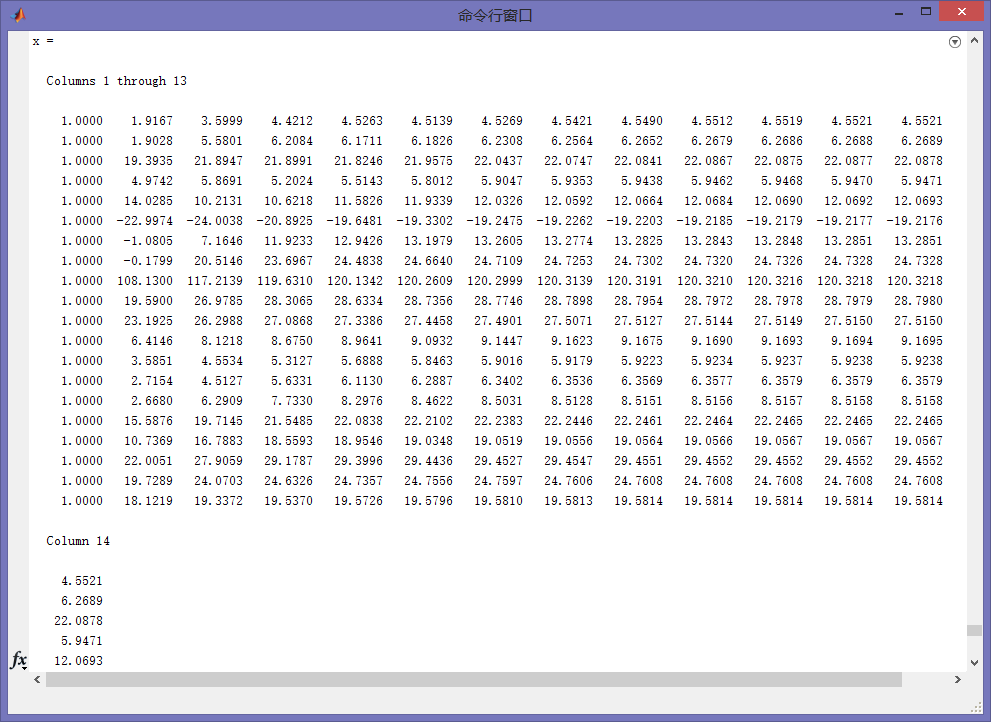 命令行窗口
x =
Columns 1 through 13
1.0000 1.9167 3.5999 4.4212 4.5263 4.5139 4.5269 4.5421 4.5490 4.5512 4.5519 4.5521 4.5521
1.0000 1.9028 5.5801 6.2084 6.1711 6.1826 6.2308 6.2564 6.2652 6.2679 6.2686 6.2688 6.2689
1.0000 19.3935 21.8947 21.8991 21.8246 21.9575 22.0437 22.0747 22.0841 22.0867 22.0875 22.0877 22.0878
1.0000 4.9742 5.8691 5.2024 5.5143 5.8012 5.9047 5.9353 5.9438 5.9462 5.9468 5.9470 5.9471
1.0000 14.0285 10.2131 10.6218 11.5826 11.9339 12.0326 12.0592 12.0664 12.0684 12.0690 12.0692 12.0693
1.0000 -22.9974 -24.0038 -20.8925 -19.6481 -19.3302 -19.2475 -19.2262 -19.2203 -19.2185 -19.2179 -19.2177 -19.2176
1.0000 -1.0805 7.1646 11.9233 12.9426 13.1979 13.2605 13.2774 13.2825 13.2843 13.2848 13.2851 13.2851
1.0000 -0.1799 20.5146 23.6967 24.4838 24.6640 24.7109 24.7253 24.7302 24.7320 24.7326 24.7328 24.7328
1.0000 108.1300 117.2139 119.6310 120.1342 120.2609 120.2999 120.3139 120.3191 120.3210 120.3216 120.3218 120.3218
1.0000 19.5900 26.9785 28.3065 28.6334 28.7356 28.7746 28.7898 28.7954 28.7972 28.7978 28.7979 28.7980
1.0000 23.1925 26.2988 27.0868 27.3386 27.4458 27.4901 27.5071 27.5127 27.5144 27.5149 27.5150 27.5150
1.0000 6.4146 8.1218 8.6750 8.9641 9.0932 9.1447 9.1623 9.1675 9.1690 9.1693 9.1694 9.1695
1.0000 3.5851 4.5534 5.3127 5.6888 5.8463 5.9016 5.9179 5.9223 5.9234 5.9237 5.9238 5.9238
1.0000 2.7154 4.5127 5.6331 6.1130 6.2887 6.3402 6.3536 6.3569 6.3577 6.3579 6.3579 6.3579
1.0000 2.6680 6.2909 7.7330 8.2976 8.4622 8.5031 8.5128 8.5151 8.5156 8.5157 8.5158 8.5158
1.0000 15.5876 19.7145 21.5485 22.0838 22.2102 22.2383 22.2446 22.2461 22.2464 22.2465 22.2465 22.2465
1.0000 10.7369 16.7883 18.5593 18.9546 19.0348 19.0519 19.0556 19.0564 19.0566 19.0567 19.0567 19.0567
1.0000 22.0051 27.9059 29.1787 29.3996 29.4436 29.4527 29.4547 29.4551 29.4552 29.4552 29.4552 29.4552
1.0000 19.7289 24.0703 24.6326 24.7357 24.7556 24.7597 24.7606 24.7608 24.7608 24.7608 24.7608 24.7608
1.0000 18.1219 19.3372 19.5370 19.5726 19.5796 19.5810 19.5813 19.5814 19.5814 19.5814 19.5814 19.5814
Column 14
4.5521
6.2689
22.0878
5.9471
12.0693
fx